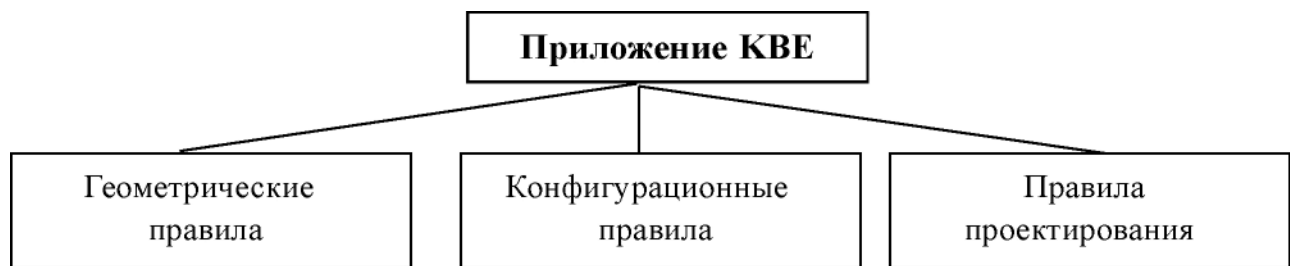 Приложение KBE
Геометрические
правила
Конфигурационные
правила
Правила
проектирования